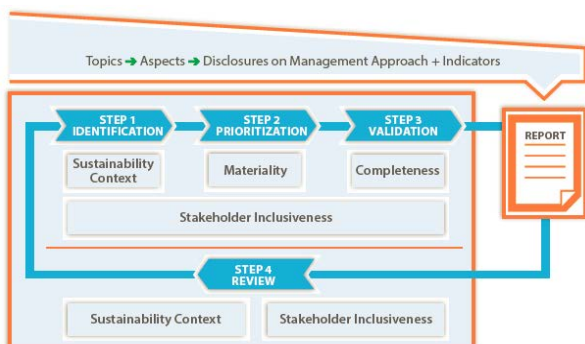 Topics → Aspects → Disclosures on Management Approach + Indicators
STEP 1
IDENTIFICATION
STEP 2
PRIORITIZATION
STEP 3
VALIDATION
REPORT
Sustainability
Context
Materiality
Completeness
Stakeholder Inclusiveness
STEP 4
REVIEW
Sustainability Context
Stakeholder Inclusiveness